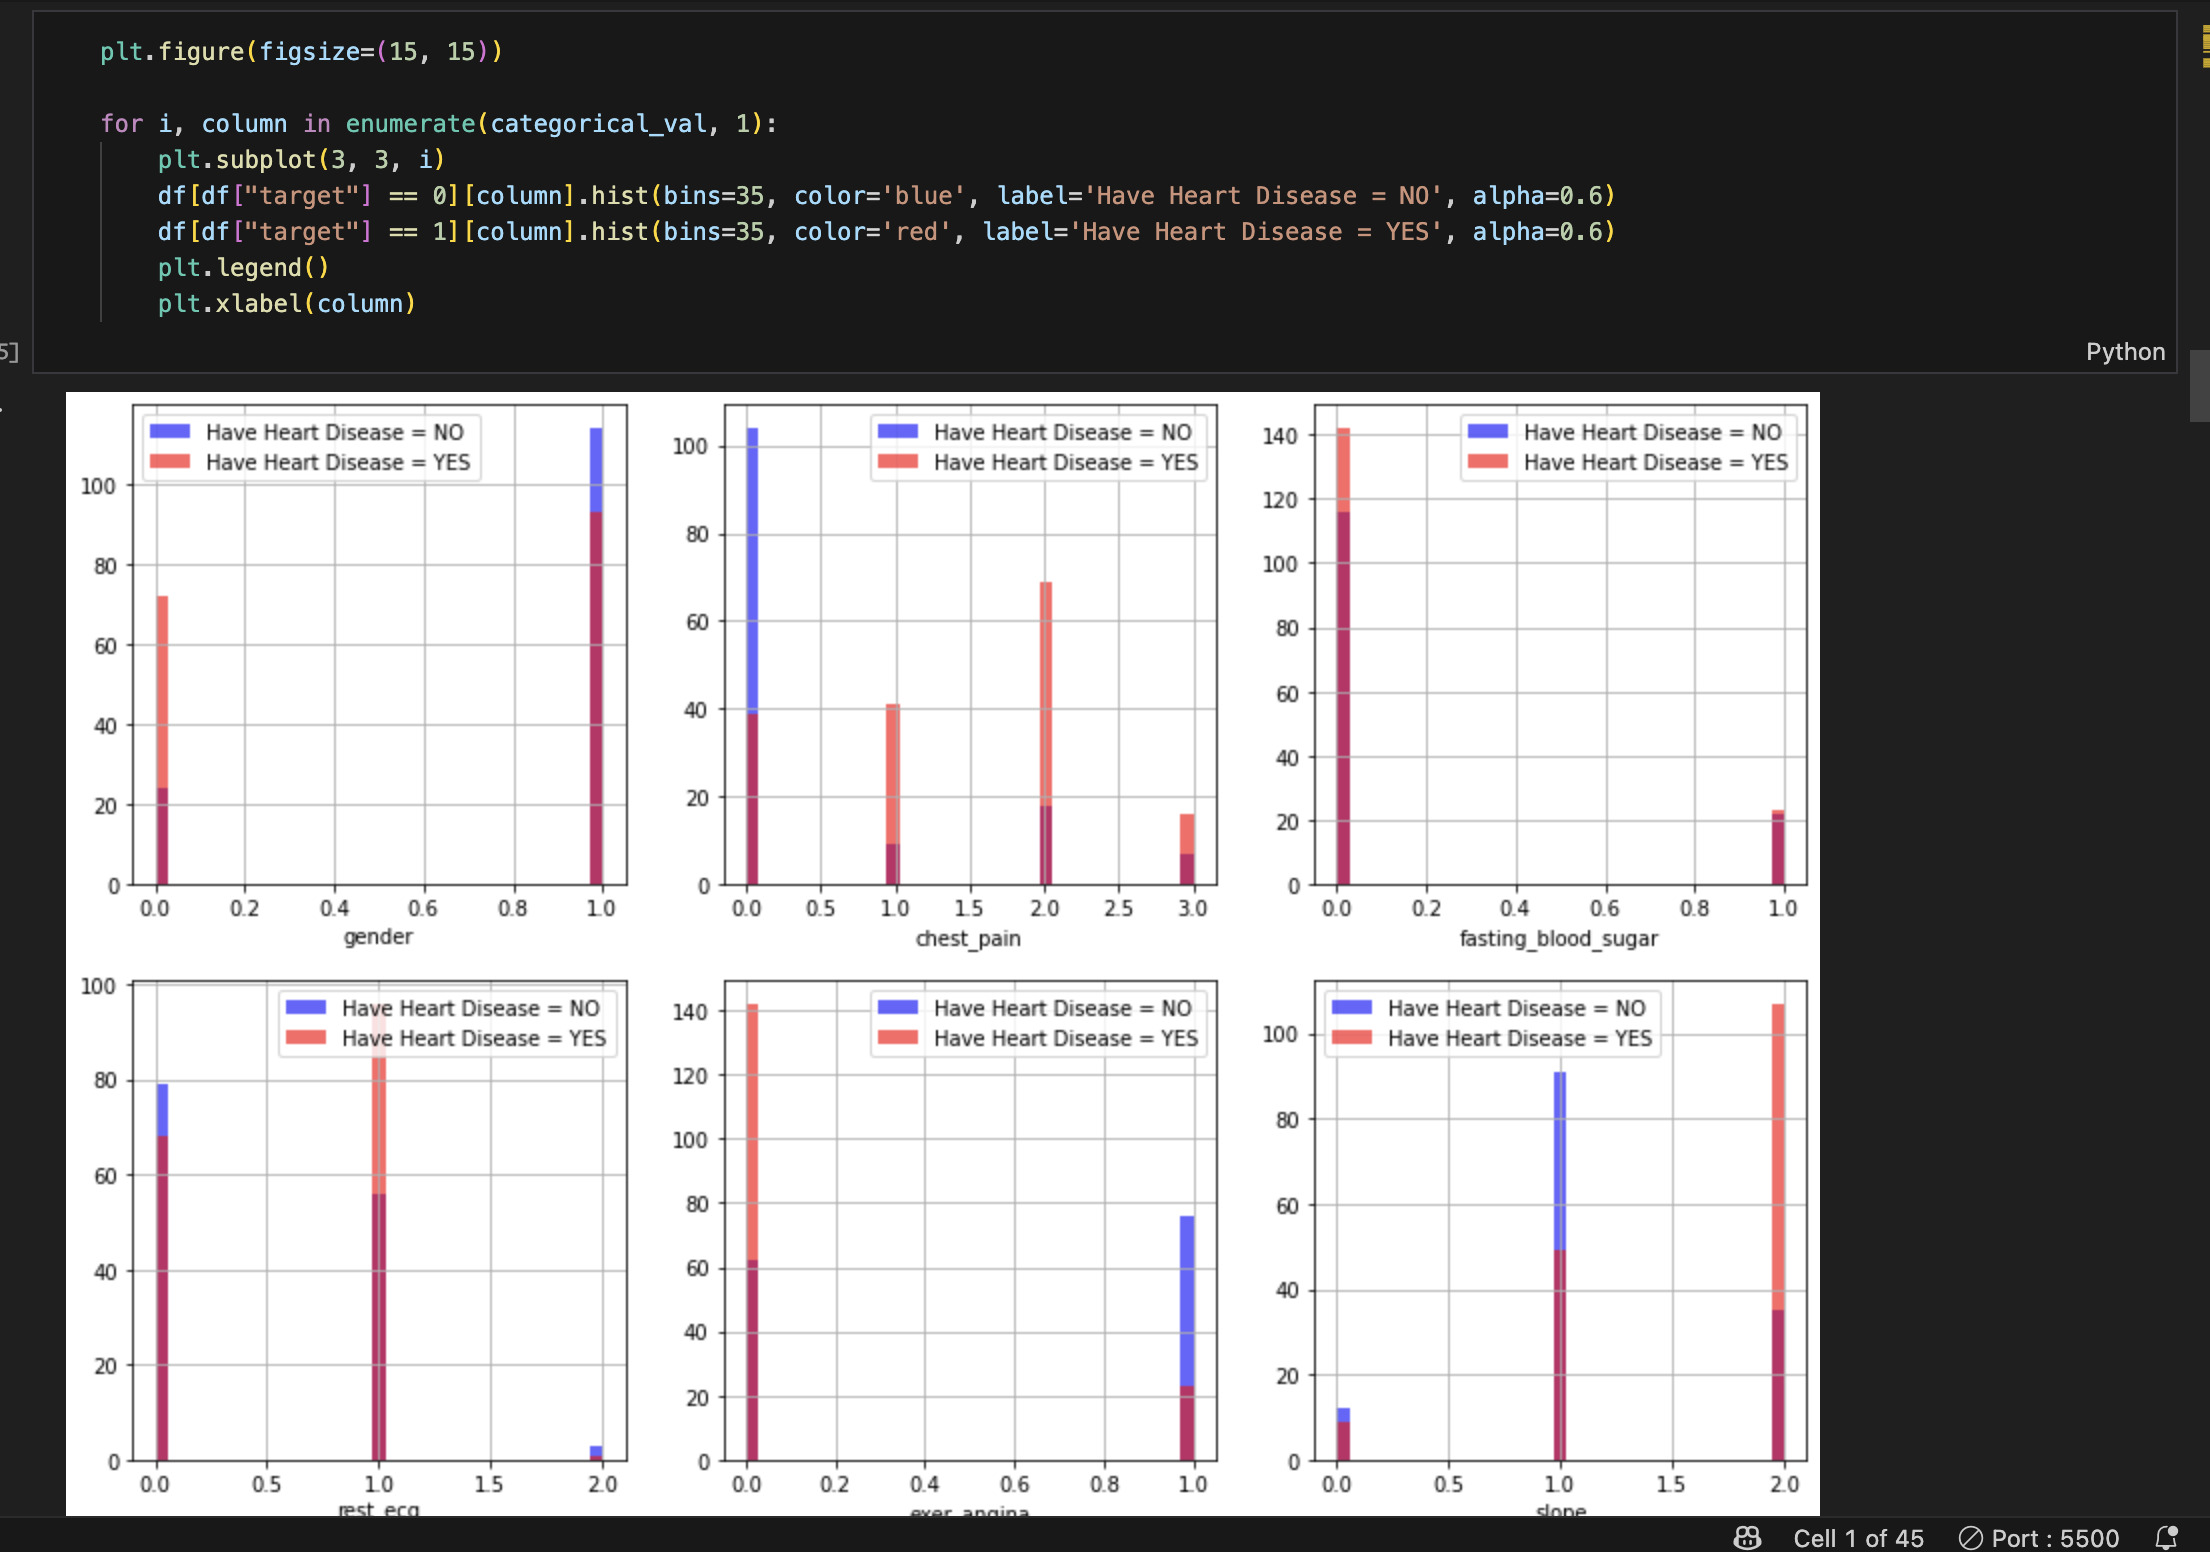 plt.figure(figsize=(15, 15))
for i, column in enumerate(categorical_val, 1):
    plt.subplot(3, 3, i)
    df[df["target"] == 0][column].hist(bins=35, color='blue', label='Have Heart Disease = NO', alpha=0.6)
    df[df["target"] == 1][column].hist(bins=35, color='red', label='Have Heart Disease = YES', alpha=0.6)
    plt.legend()
    plt.xlabel(column)
5]
Python
Have Heart Disease = NO
Have Heart Disease = YES
100
80
60
40
20
0
0.0 0.2 0.4 0.6 0.8 1.0
gender
Have Heart Disease = NO
Have Heart Disease = YES
100
80
60
40
20
0
0.0 0.5 1.0 1.5 2.0 2.5 3.0
chest_pain
Have Heart Disease = NO
Have Heart Disease = YES
140
120
100
80
60
40
20
0
0.0 0.2 0.4 0.6 0.8 1.0
fasting_blood_sugar
Have Heart Disease = NO
Have Heart Disease = YES
100
80
60
40
20
0
0.0 0.5 1.0 1.5 2.0
rest_ecg
Have Heart Disease = NO
Have Heart Disease = YES
140
120
100
80
60
40
20
0
0.0 0.2 0.4 0.6 0.8 1.0
exer_angina
Have Heart Disease = NO
Have Heart Disease = YES
100
80
60
40
20
0
0.0 0.5 1.0 1.5 2.0
slope
Cell 1 of 45 Port : 5500